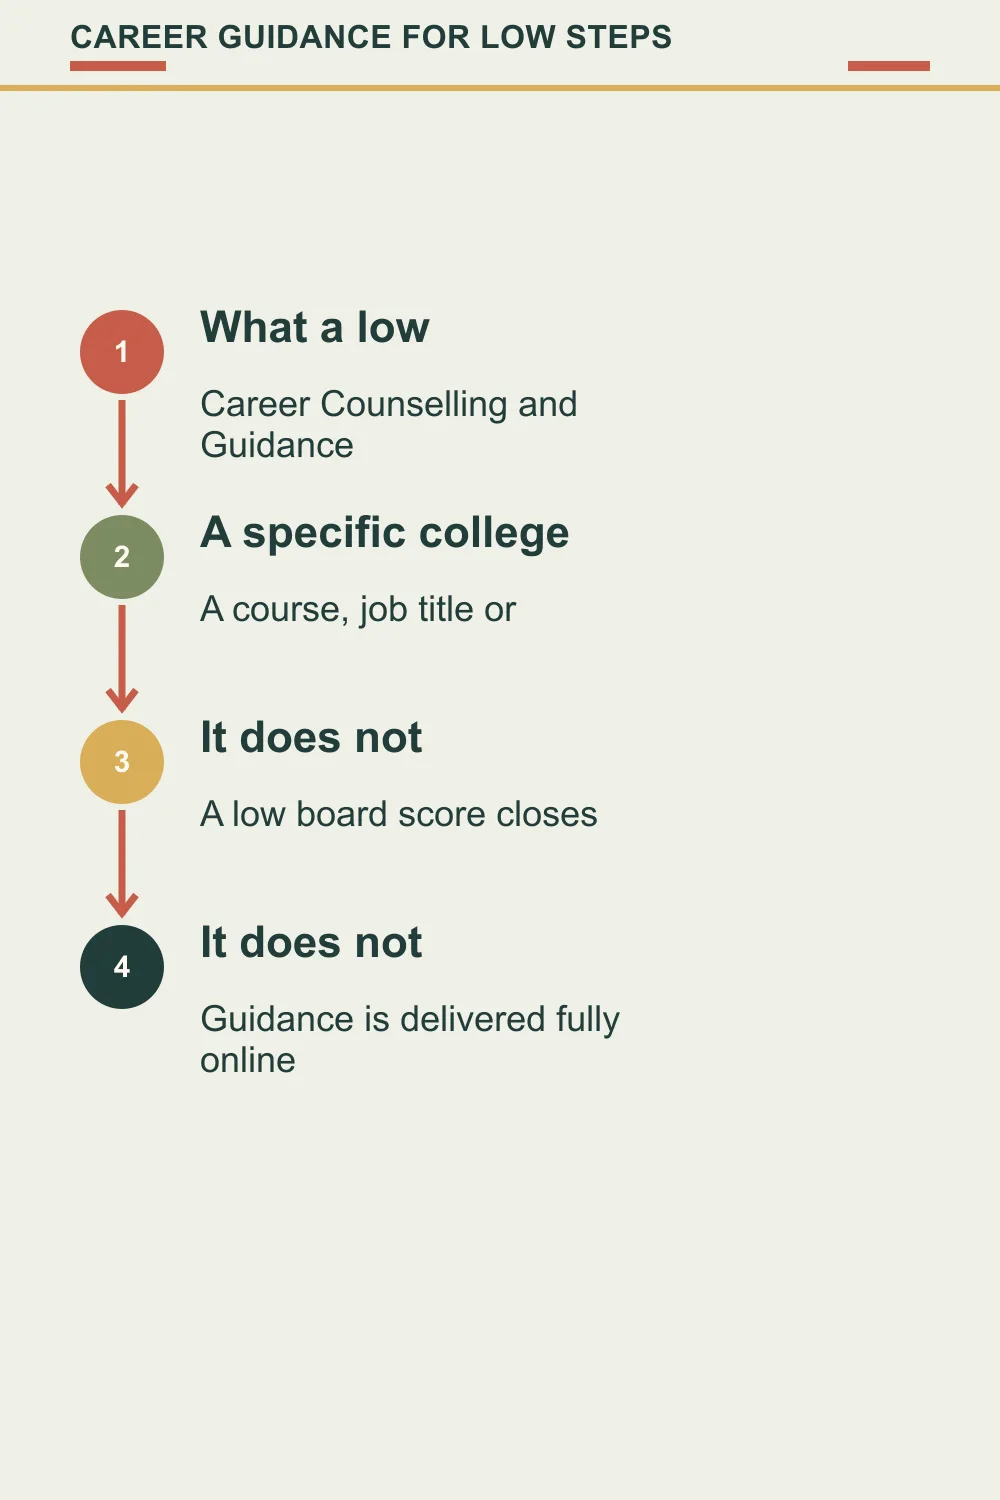 CAREER GUIDANCE FOR LOW STEPS
1
What a low
Career Counselling and
Guidance
2
A specific college
A course, job title or
3
It does not
A low board score closes
4
It does not
Guidance is delivered fully
online